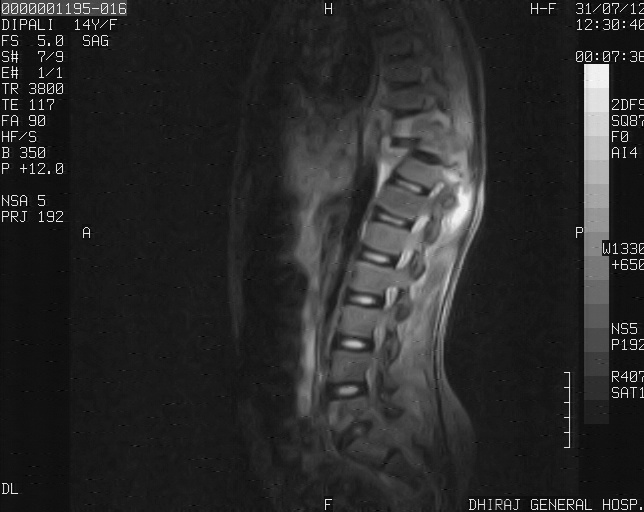 0000001195-016
H
H-F
31/07/12
DIPALI 14Y/F
12:30:40
FS 5.0 SAG
S# 7/9
00:07:38
E# 1/1
TR 3800
TE 117
2DFS
FA 90
SQ87
HF/S
F0
B 350
AI4
P +12.0
NSA 5
PRJ 192
A
P
W1330
+650
NS5
P192
R407
SAT1
DL
F
DHIRAJ GENERAL HOSP.